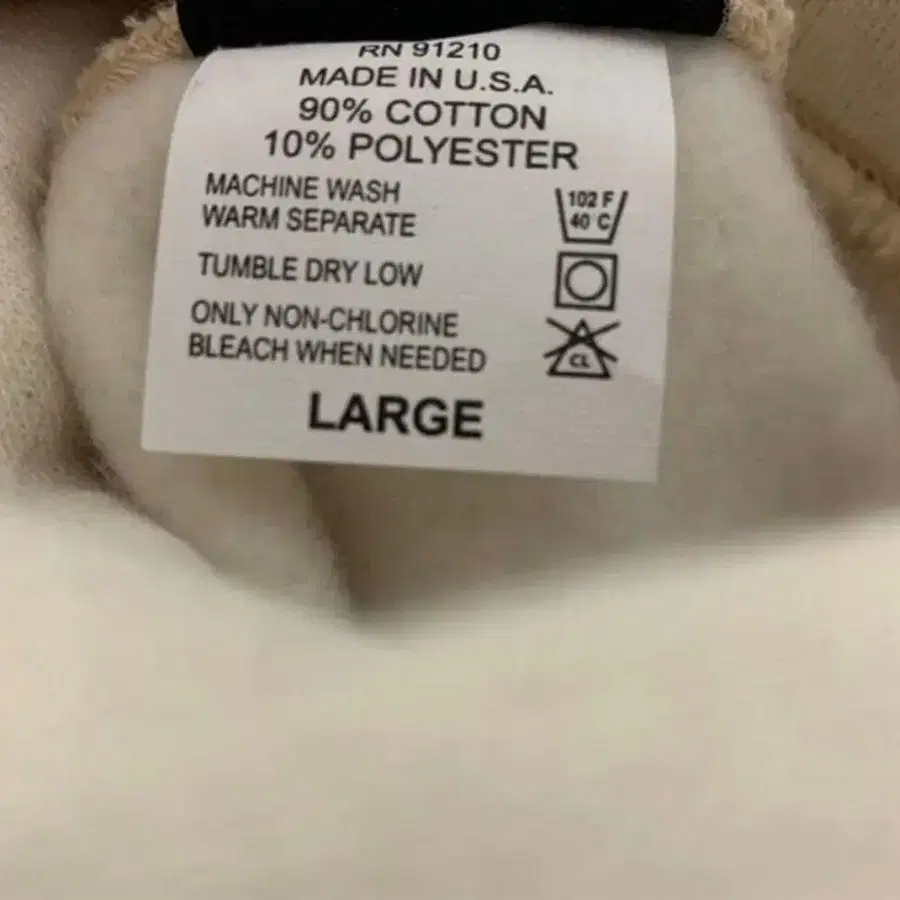 RN 91210
MADE IN U.S.A.
90% COTTON
10% POLYESTER
MACHINE WASH
WARM SEPARATE
102 F
40 C
TUMBLE DRY LOW
ONLY NON-CHLORINE
BLEACH WHEN NEEDED
CL
LARGE